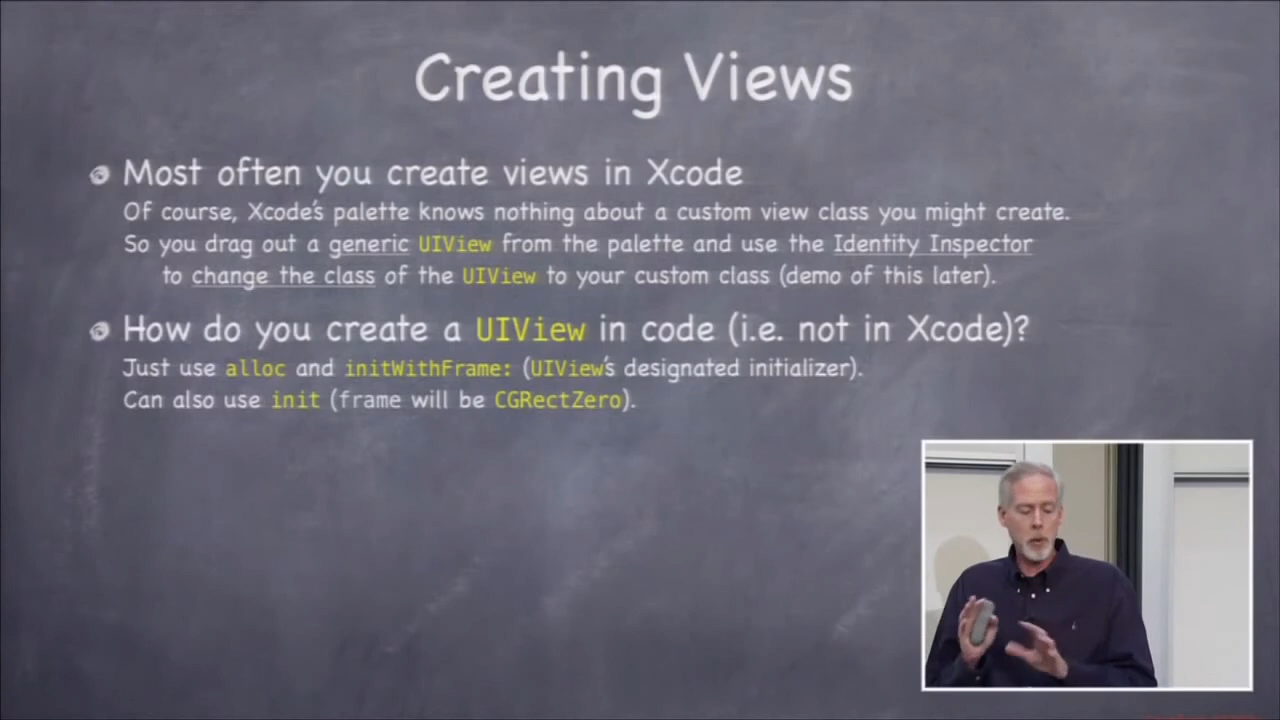 Creating Views
Most often you create views in Xcode
Of course, Xcode's palette knows nothing about a custom view class you might create.
So you drag out a generic UIView from the palette and use the Identity Inspector
to change the class of the UIView to your custom class (demo of this later).
How do you create a UIView in code (i.e. not in Xcode)?
Just use alloc and initWithFrame: (UIView's designated initializer).
Can also use init (frame will be CGRectZero).